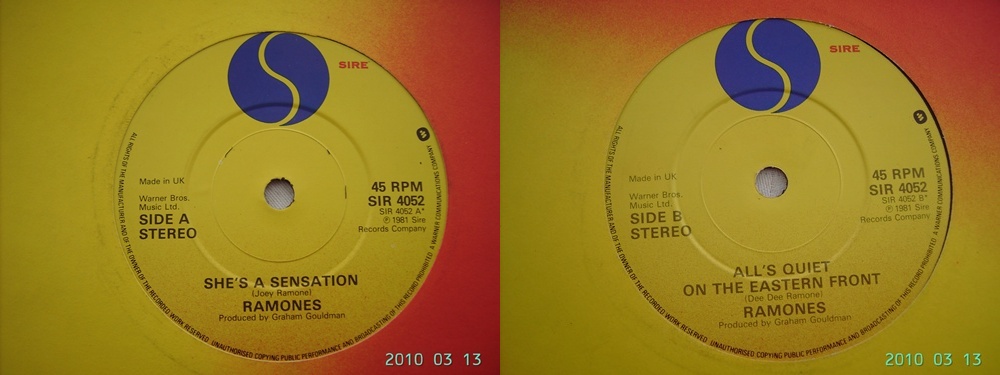 SIRE
Made in UK
Warner Bros.
Music Ltd.
SIDE A
STEREO
45 RPM
SIR 4052
SIR 4052 A*
℗ 1981 Sire
Records Company
SHE'S A SENSATION
(Joey Ramone)
RAMONES
Produced by Graham Gouldman
ALL RIGHTS OF THE MANUFACTURER AND OF THE OWNER OF THE RECORDED WORK RESERVED. UNAUTHORISED COPYING PUBLIC PERFORMANCE AND BROADCASTING OF THIS RECORD PROHIBITED. A WARNER COMMUNICATIONS COMPANY
2010 03 13
SIRE
Made in UK
Warner Bros.
Music Ltd.
SIDE B
STEREO
45 RPM
SIR 4052
SIR 4052 B*
℗ 1981 Sire
Records Company
ALL'S QUIET
ON THE EASTERN FRONT
(Dee Dee Ramone)
RAMONES
Produced by Graham Gouldman
ALL RIGHTS OF THE MANUFACTURER AND OF THE OWNER OF THE RECORDED WORK RESERVED. UNAUTHORISED COPYING PUBLIC PERFORMANCE AND BROADCASTING OF THIS RECORD PROHIBITED. A WARNER COMMUNICATIONS COMPANY
2010 03 13